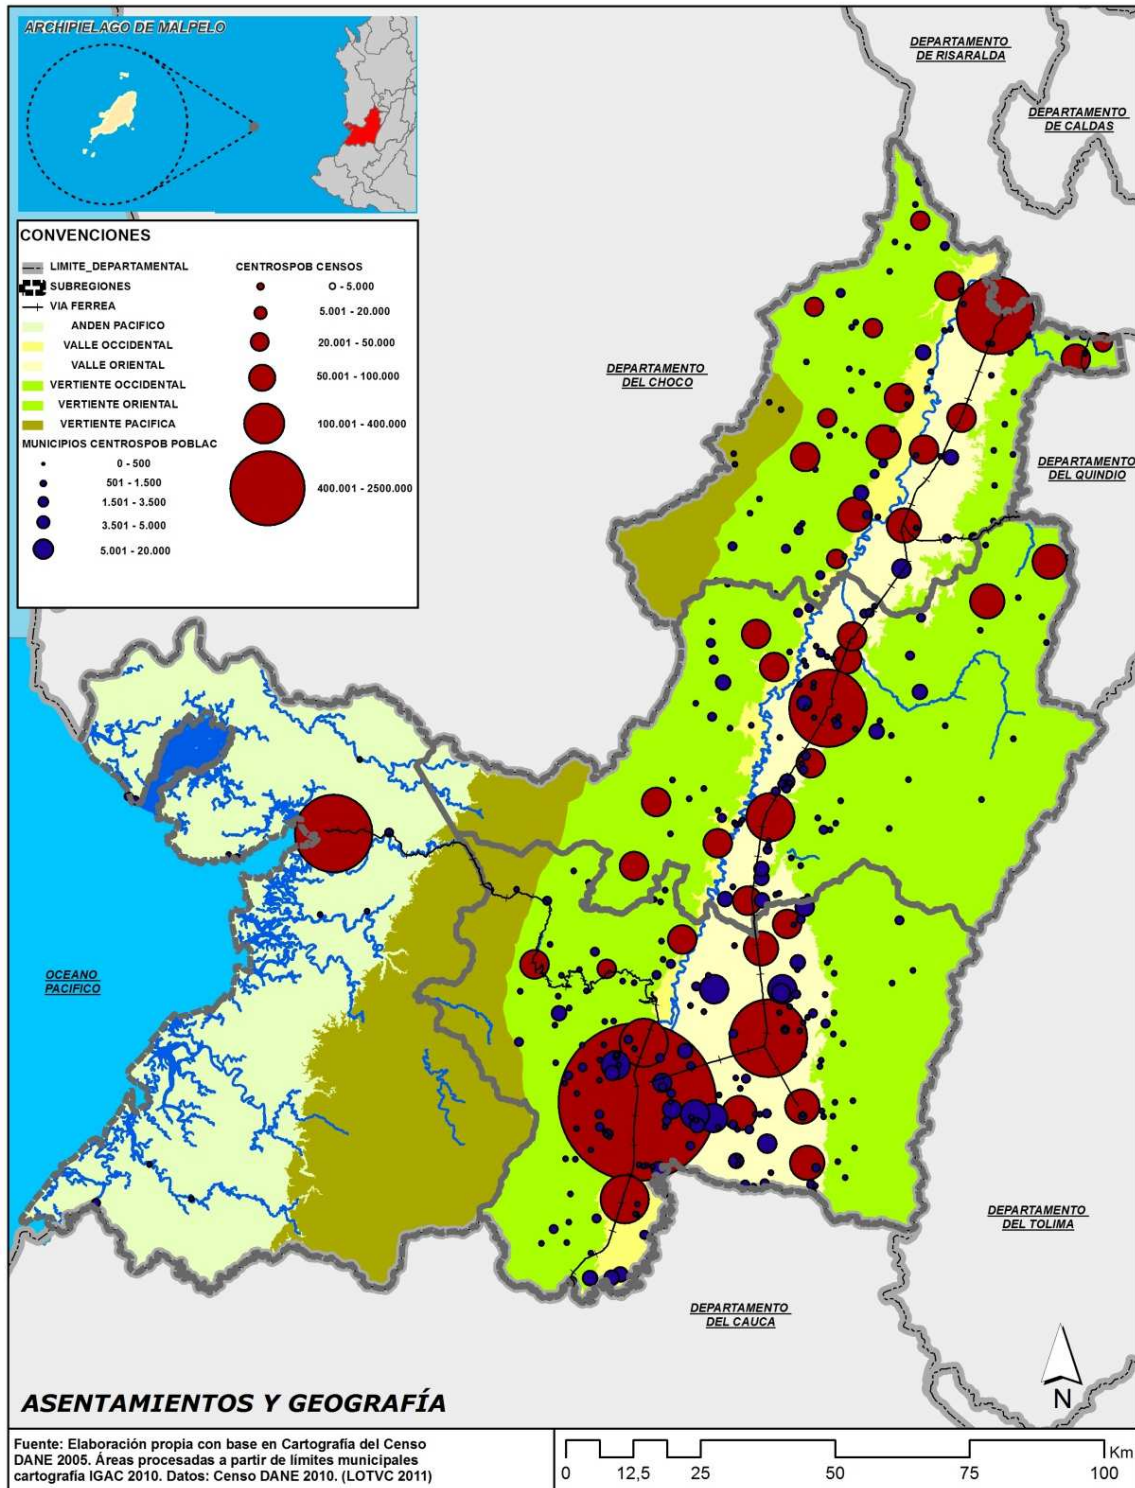 ARCHIPIELAGO DE MALPELO
DEPARTAMENTO
DE RISARALDA
DEPARTAMENTO
DE CALDAS
CONVENCIONES
LIMITE_DEPARTAMENTAL
SUBREGIONES
VIA FERREA
ANDEN PACIFICO
VALLE OCCIDENTAL
VALLE ORIENTAL
VERTIENTE OCCIDENTAL
VERTIENTE ORIENTAL
VERTIENTE PACIFICA
MUNICIPIOS CENTROSPOB POBLAC
0 - 500
501 - 1.500
1.501 - 3.500
3.501 - 5.000
5.001 - 20.000
CENTROSPOB CENSOS
O - 5.000
5.001 - 20.000
20.001 - 50.000
50.001 - 100.000
100.001 - 400.000
400.001 - 2500.000
DEPARTAMENTO
DEL CHOCO
DEPARTAMENTO
DEL QUINDIO
OCEANO
PACIFICO
DEPARTAMENTO
DEL TOLIMA
DEPARTAMENTO
DEL CAUCA
N
ASENTAMIENTOS Y GEOGRAFÍA
Fuente: Elaboración propia con base en Cartografía del Censo
DANE 2005. Áreas procesadas a partir de límites municipales
cartografía IGAC 2010. Datos: Censo DANE 2010. (LOTVC 2011)
Km
0 12,5 25 50 75 100